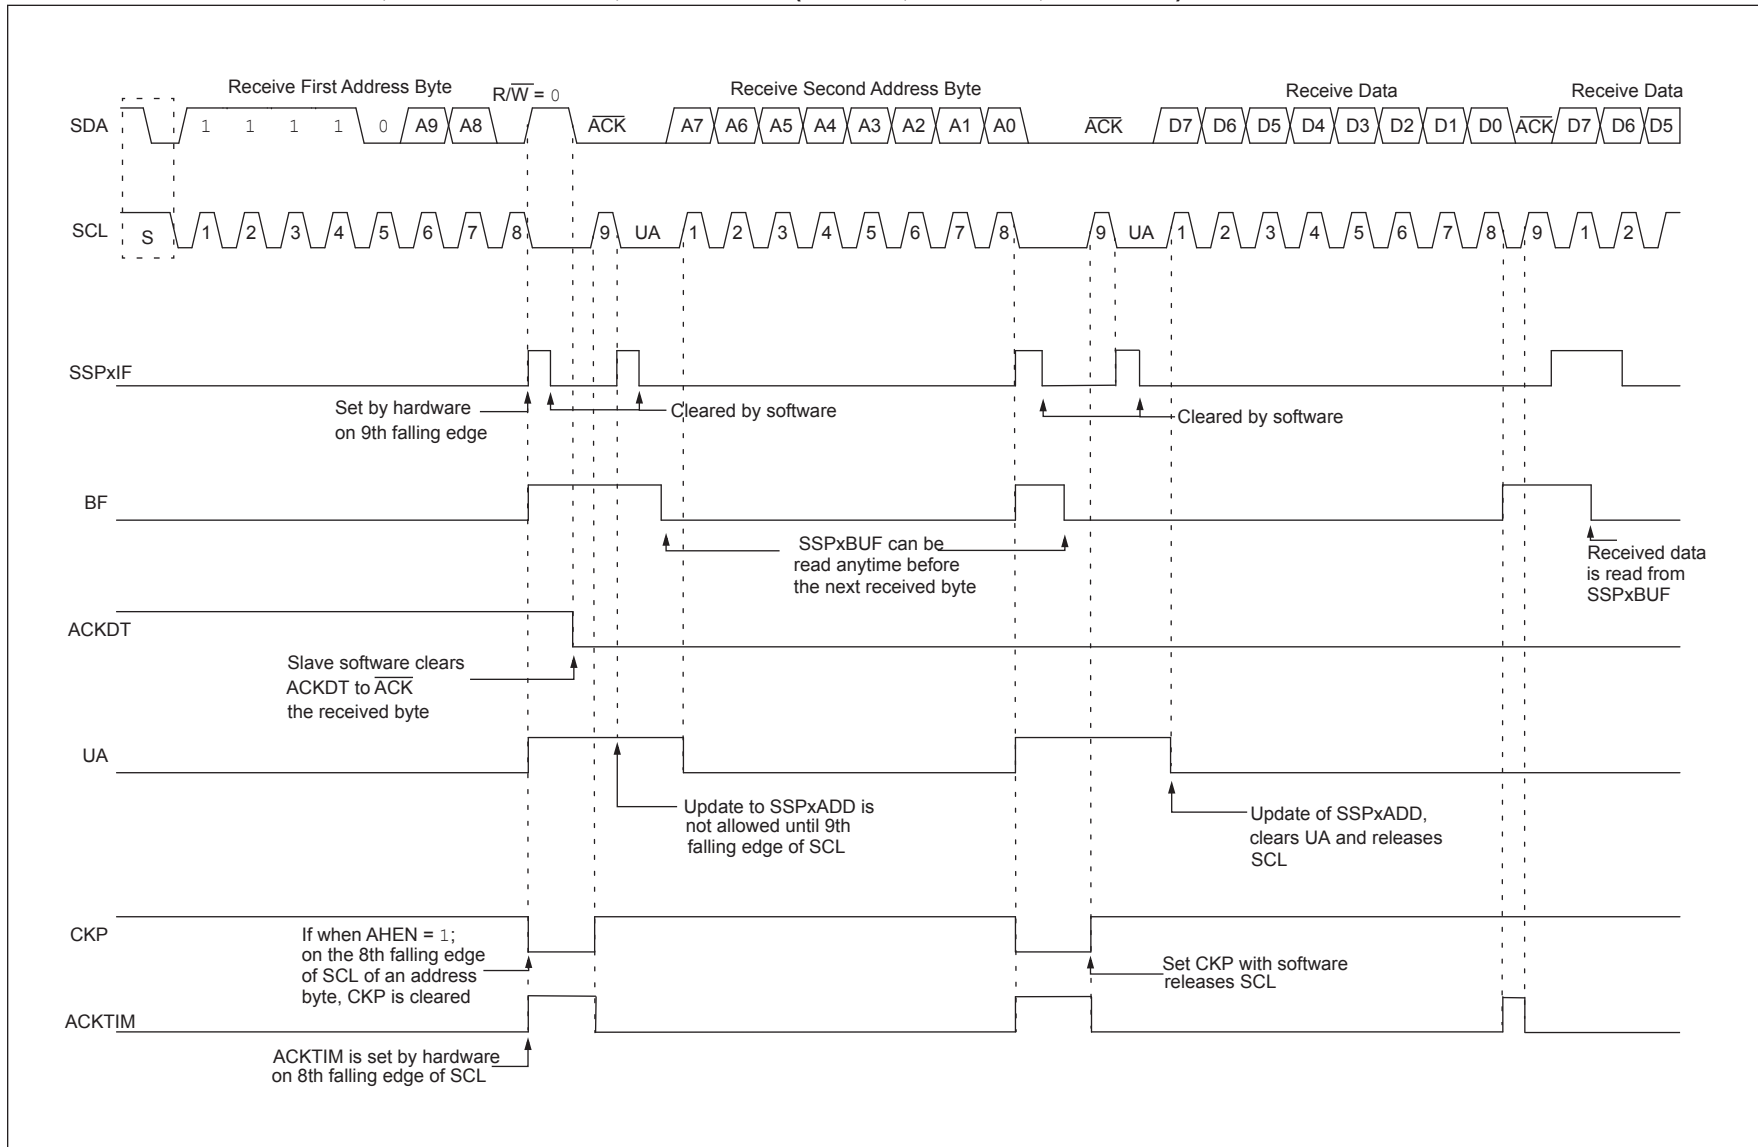 Receive First Address Byte
R/W = 0
Receive Second Address Byte
Receive Data
Receive Data
SDA
1 1 1 1 0 A9 A8
ACK
A7 A6 A5 A4 A3 A2 A1 A0
ACK
D7 D6 D5 D4 D3 D2 D1 D0
ACK
D7 D6 D5
SCL
S
1 2 3 4 5 6 7 8 9 UA 1 2 3 4 5 6 7 8 9 UA 1 2 3 4 5 6 7 8 9 1 2
SSPxIF
Set by hardware
on 9th falling edge
Cleared by software
Cleared by software
BF
SSPxBUF can be
read anytime before
the next received byte
Received data
is read from
SSPxBUF
ACKDT
Slave software clears
ACKDT to ACK
the received byte
UA
Update to SSPxADD is
not allowed until 9th
falling edge of SCL
Update of SSPxADD,
clears UA and releases
SCL
CKP
If when AHEN = 1;
on the 8th falling edge
of SCL of an address
byte, CKP is cleared
Set CKP with software
releases SCL
ACKTIM
ACKTIM is set by hardware
on 8th falling edge of SCL